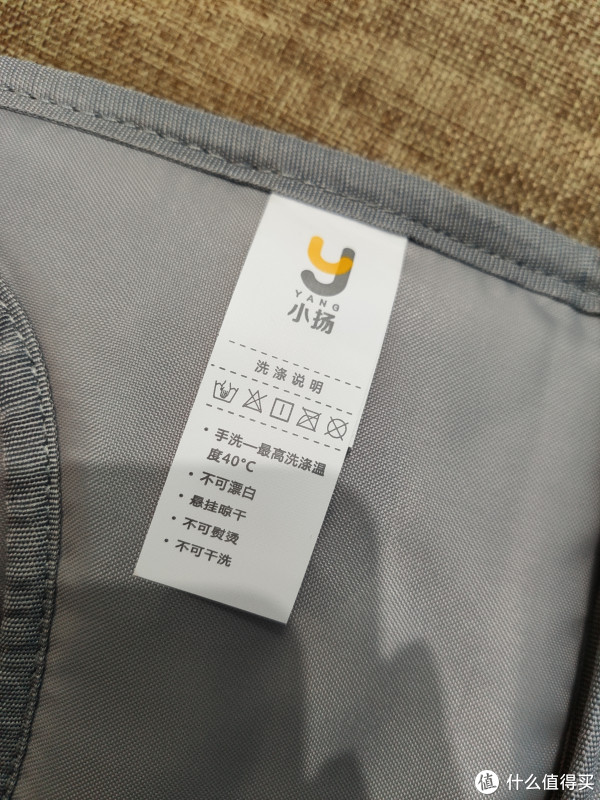 YANG
小扬
洗涤说明
• 手洗—最高洗涤温
度40°C
• 不可漂白
• 悬挂晾干
• 不可熨烫
• 不可干洗
值 什么值得买